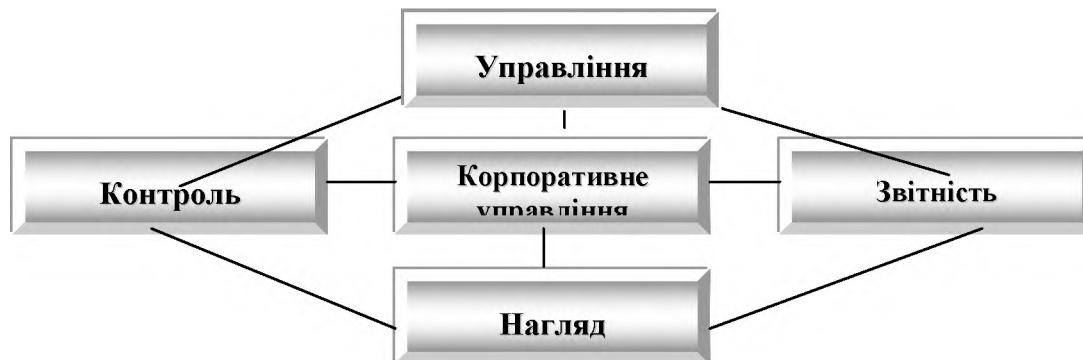 Управління
Контроль
Корпоративне
управління
Звітність
Нагляд